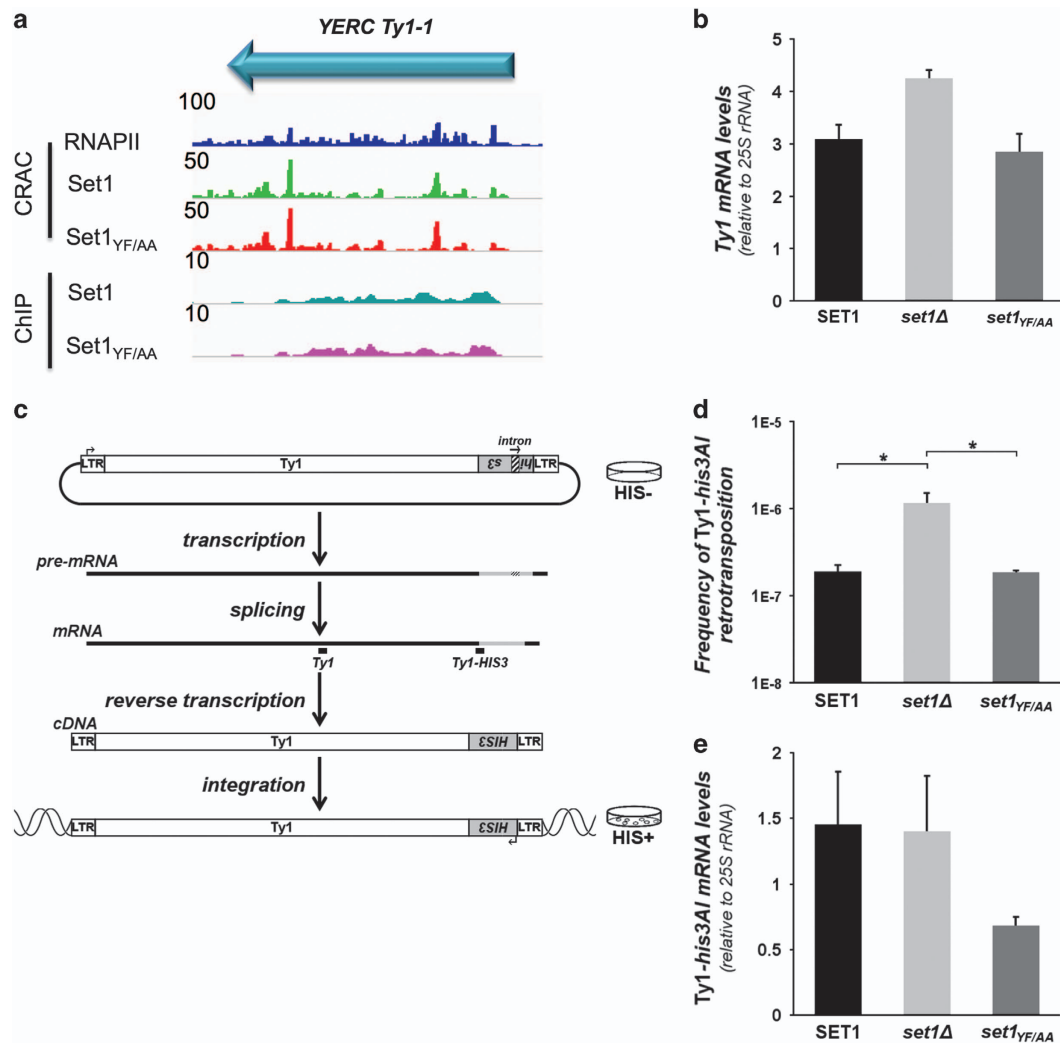 a
YERC Ty1-1
100
RNAPII
50
Set1
50
Set1YF/AA
CRAC
10
Set1
10
Set1YF/AA
ChIP
b
Ty1 mRNA levels
(relative to 25S rRNA)
5
4
3
2
1
0
SET1 set1Δ set1YF/AA
c
intron
LTR Ty1 s3 hi LTR
HIS-
transcription
pre-mRNA
splicing
mRNA
Ty1 Ty1-HIS3
reverse transcription
cDNA
LTR Ty1 HIS3 LTR
integration
LTR Ty1 HIS3 LTR
HIS+
d
Frequency of Ty1-his3AI
retrotransposition
1E-5
1E-6
1E-7
1E-8
* *
SET1 set1Δ set1YF/AA
e
Ty1-his3AI mRNA levels
(relative to 25S rRNA)
2
1.5
1
0.5
0
SET1 set1Δ set1YF/AA